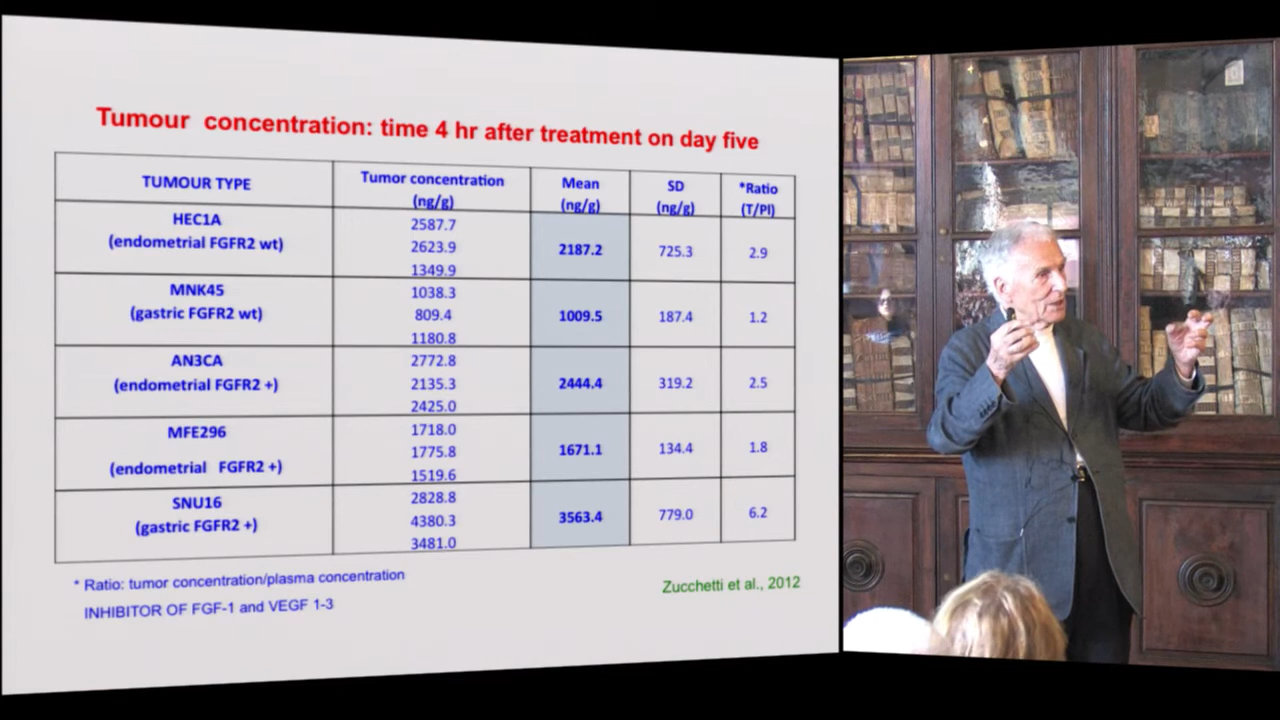 Tumour concentration: time 4 hr after treatment on day five
TUMOUR TYPE
Tumor concentration
(ng/g)
Mean
(ng/g)
SD
(ng/g)
*Ratio
(T/Pl)
HEC1A
(endometrial FGFR2 wt)
2587.7
2623.9
1349.9
2187.2
725.3
2.9
MNK45
(gastric FGFR2 wt)
1038.3
809.4
1180.8
1009.5
187.4
1.2
AN3CA
(endometrial FGFR2 +)
2772.8
2135.3
2425.0
2444.4
319.2
2.5
MFE296
(endometrial FGFR2 +)
1718.0
1775.8
1519.6
1671.1
134.4
1.8
SNU16
(gastric FGFR2 +)
2828.8
4380.3
3481.0
3563.4
779.0
6.2
* Ratio: tumor concentration/plasma concentration
INHIBITOR OF FGF-1 and VEGF 1-3
Zucchetti et al., 2012